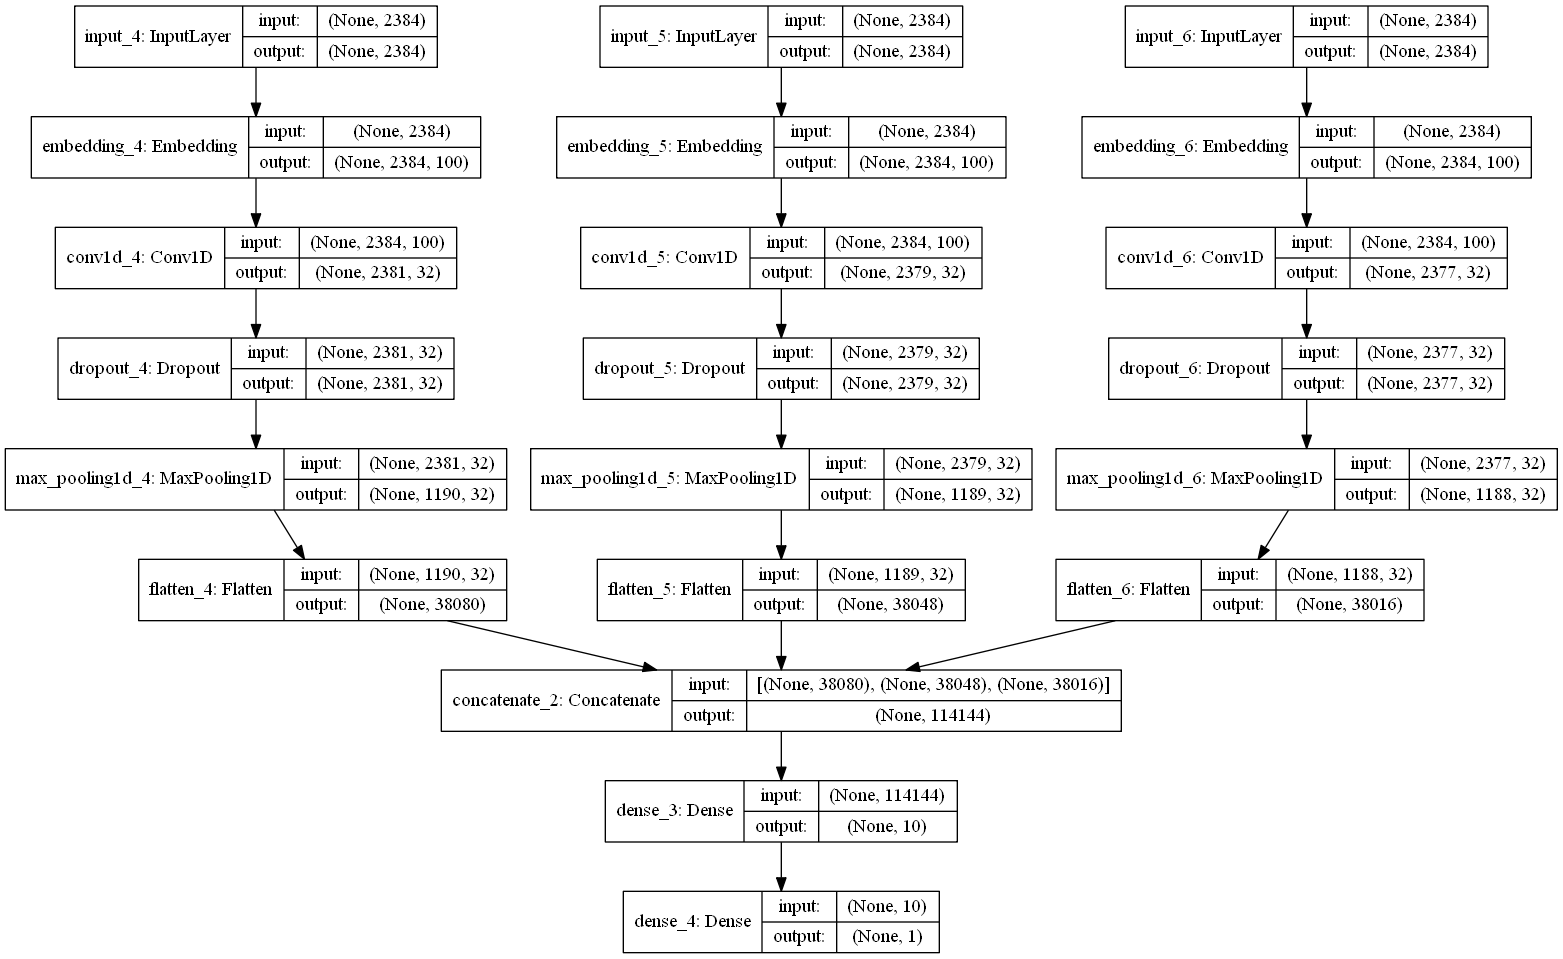 input_4: InputLayer input: (None, 2384) output: (None, 2384)
input_5: InputLayer input: (None, 2384) output: (None, 2384)
input_6: InputLayer input: (None, 2384) output: (None, 2384)
embedding_4: Embedding input: (None, 2384) output: (None, 2384, 100)
embedding_5: Embedding input: (None, 2384) output: (None, 2384, 100)
embedding_6: Embedding input: (None, 2384) output: (None, 2384, 100)
conv1d_4: Conv1D input: (None, 2384, 100) output: (None, 2381, 32)
conv1d_5: Conv1D input: (None, 2384, 100) output: (None, 2379, 32)
conv1d_6: Conv1D input: (None, 2384, 100) output: (None, 2377, 32)
dropout_4: Dropout input: (None, 2381, 32) output: (None, 2381, 32)
dropout_5: Dropout input: (None, 2379, 32) output: (None, 2379, 32)
dropout_6: Dropout input: (None, 2377, 32) output: (None, 2377, 32)
max_pooling1d_4: MaxPooling1D input: (None, 2381, 32) output: (None, 1190, 32)
max_pooling1d_5: MaxPooling1D input: (None, 2379, 32) output: (None, 1189, 32)
max_pooling1d_6: MaxPooling1D input: (None, 2377, 32) output: (None, 1188, 32)
flatten_4: Flatten input: (None, 1190, 32) output: (None, 38080)
flatten_5: Flatten input: (None, 1189, 32) output: (None, 38048)
flatten_6: Flatten input: (None, 1188, 32) output: (None, 38016)
concatenate_2: Concatenate input: [(None, 38080), (None, 38048), (None, 38016)] output: (None, 114144)
dense_3: Dense input: (None, 114144) output: (None, 10)
dense_4: Dense input: (None, 10) output: (None, 1)